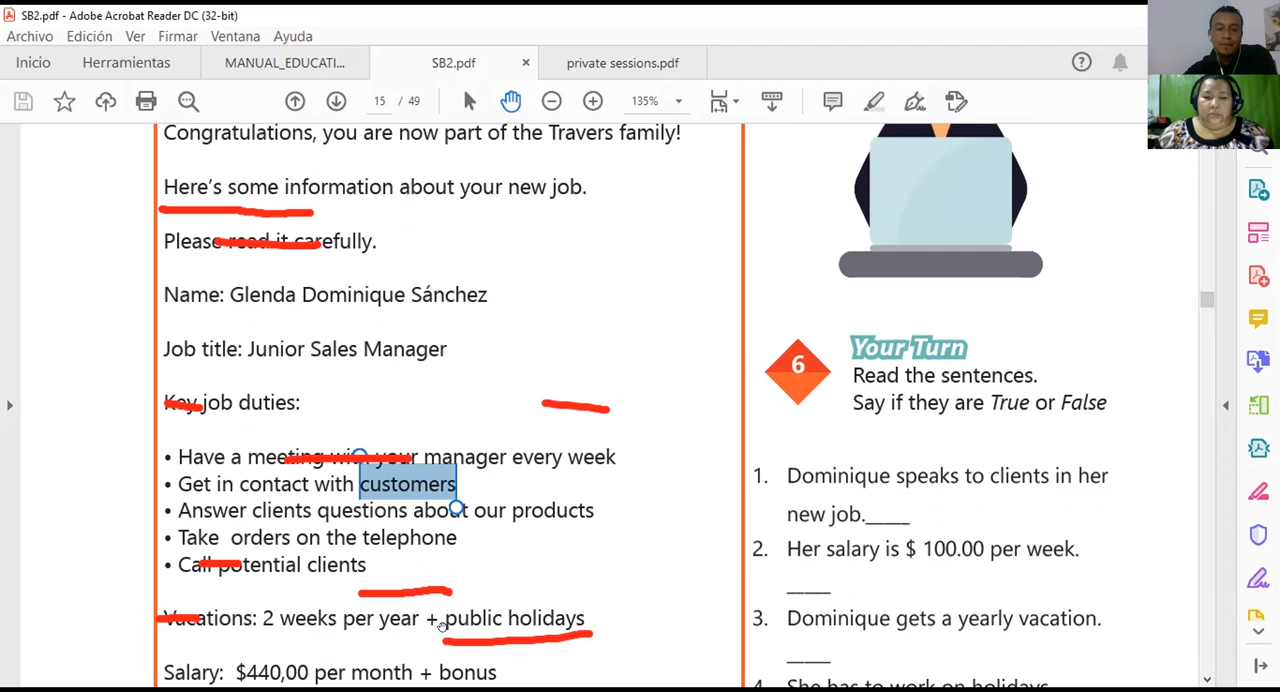 SB2.pdf - Adobe Acrobat Reader DC (32-bit)
Archivo Edición Ver Firmar Ventana Ayuda
Inicio Herramientas MANUAL_EDUCATI... SB2.pdf × private sessions.pdf
15 / 49 135%
Congratulations, you are now part of the Travers family!
Here's some information about your new job.
Please read it carefully.
Name: Glenda Dominique Sánchez
Job title: Junior Sales Manager
Key job duties:
• Have a meeting with your manager every week
• Get in contact with customers
• Answer clients questions about our products
• Take orders on the telephone
• Call potential clients
Vacations: 2 weeks per year + public holidays
Salary: $440,00 per month + bonus
6
Your Turn
Read the sentences.
Say if they are True or False
1. Dominique speaks to clients in her
new job._____
2. Her salary is $ 100.00 per week.
_____
3. Dominique gets a yearly vacation.
_____
4. She has to work on holidays.